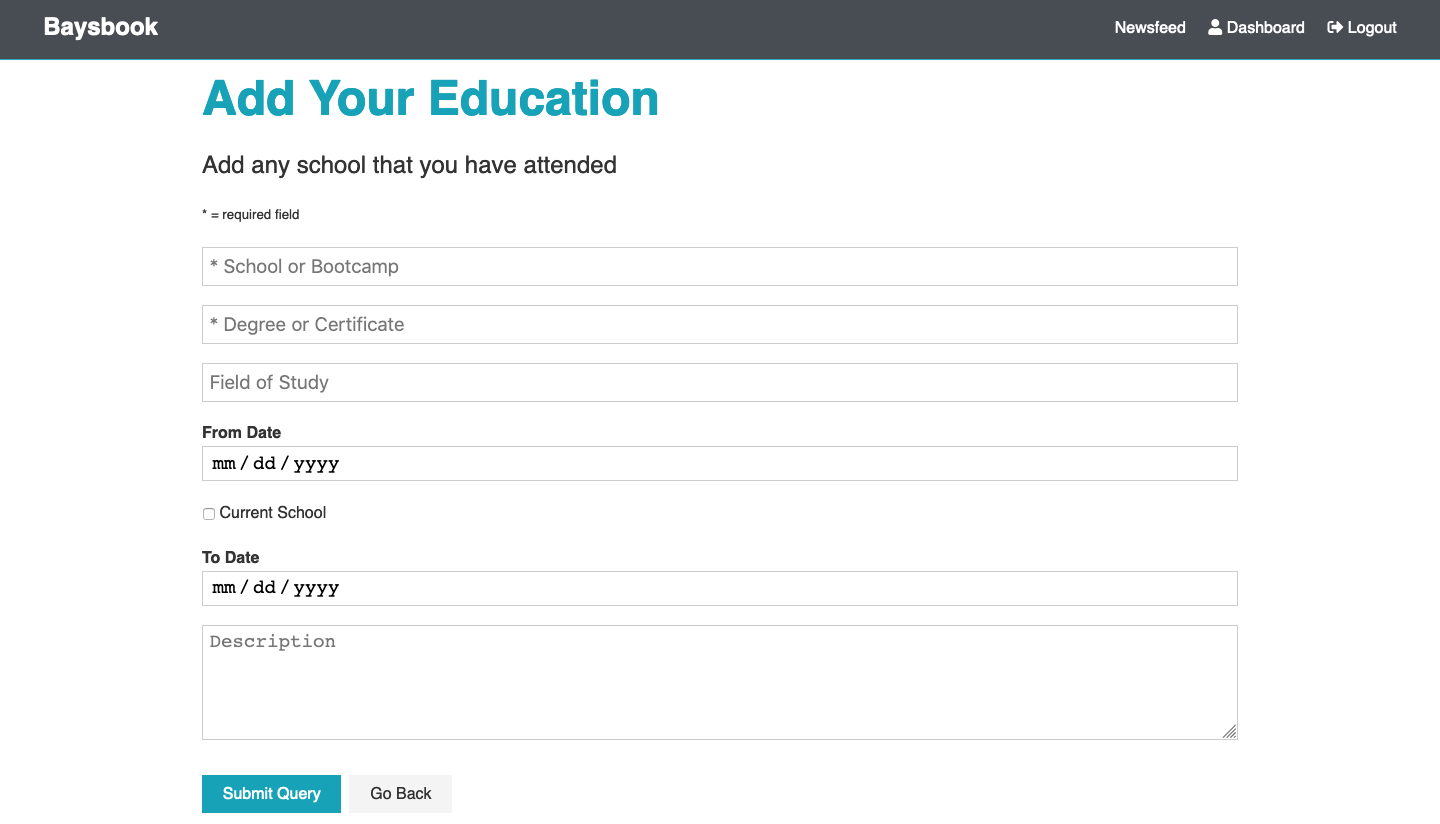 Baysbook Newsfeed Dashboard Logout
Add Your Education
Add any school that you have attended
* = required field
* School or Bootcamp
* Degree or Certificate
Field of Study
From Date
mm / dd / yyyy
Current School
To Date
mm / dd / yyyy
Description
Submit Query Go Back